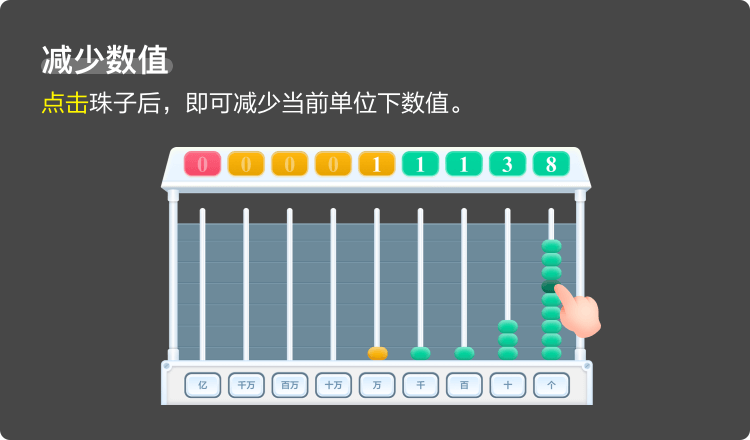 减少数值
点击珠子后，即可减少当前单位下数值。
0 0 0 0 1 1 1 3 8
亿 千万 百万 十万 万 千 百 十 个